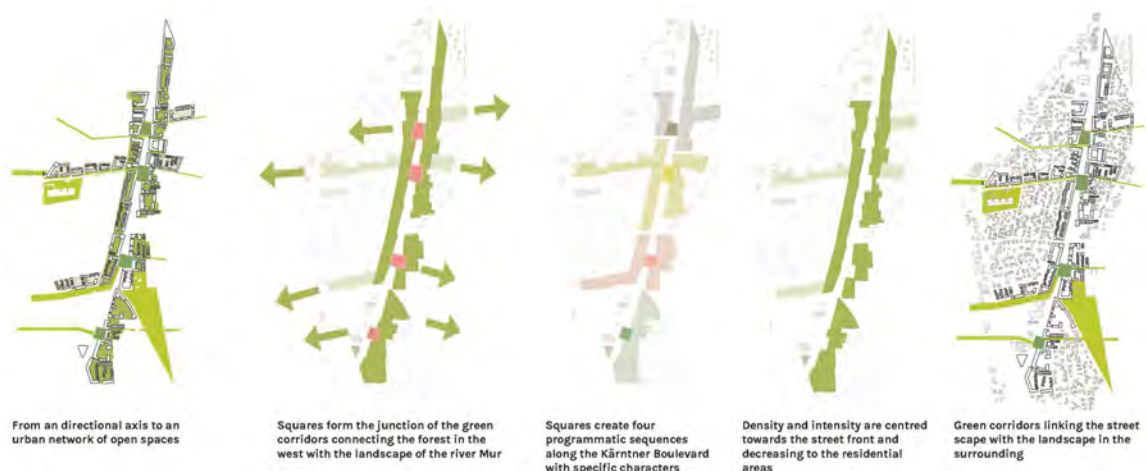 From an directional axis to an
urban network of open spaces
Squares form the junction of the green
corridors connecting the forest in the
west with the landscape of the river Mur
Squares create four
programmatic sequences
along the Kärntner Boulevard
with specific characters
Density and intensity are centred
towards the street front and
decreasing to the residential
areas
Green corridors linking the street
scape with the landscape in the
surrounding